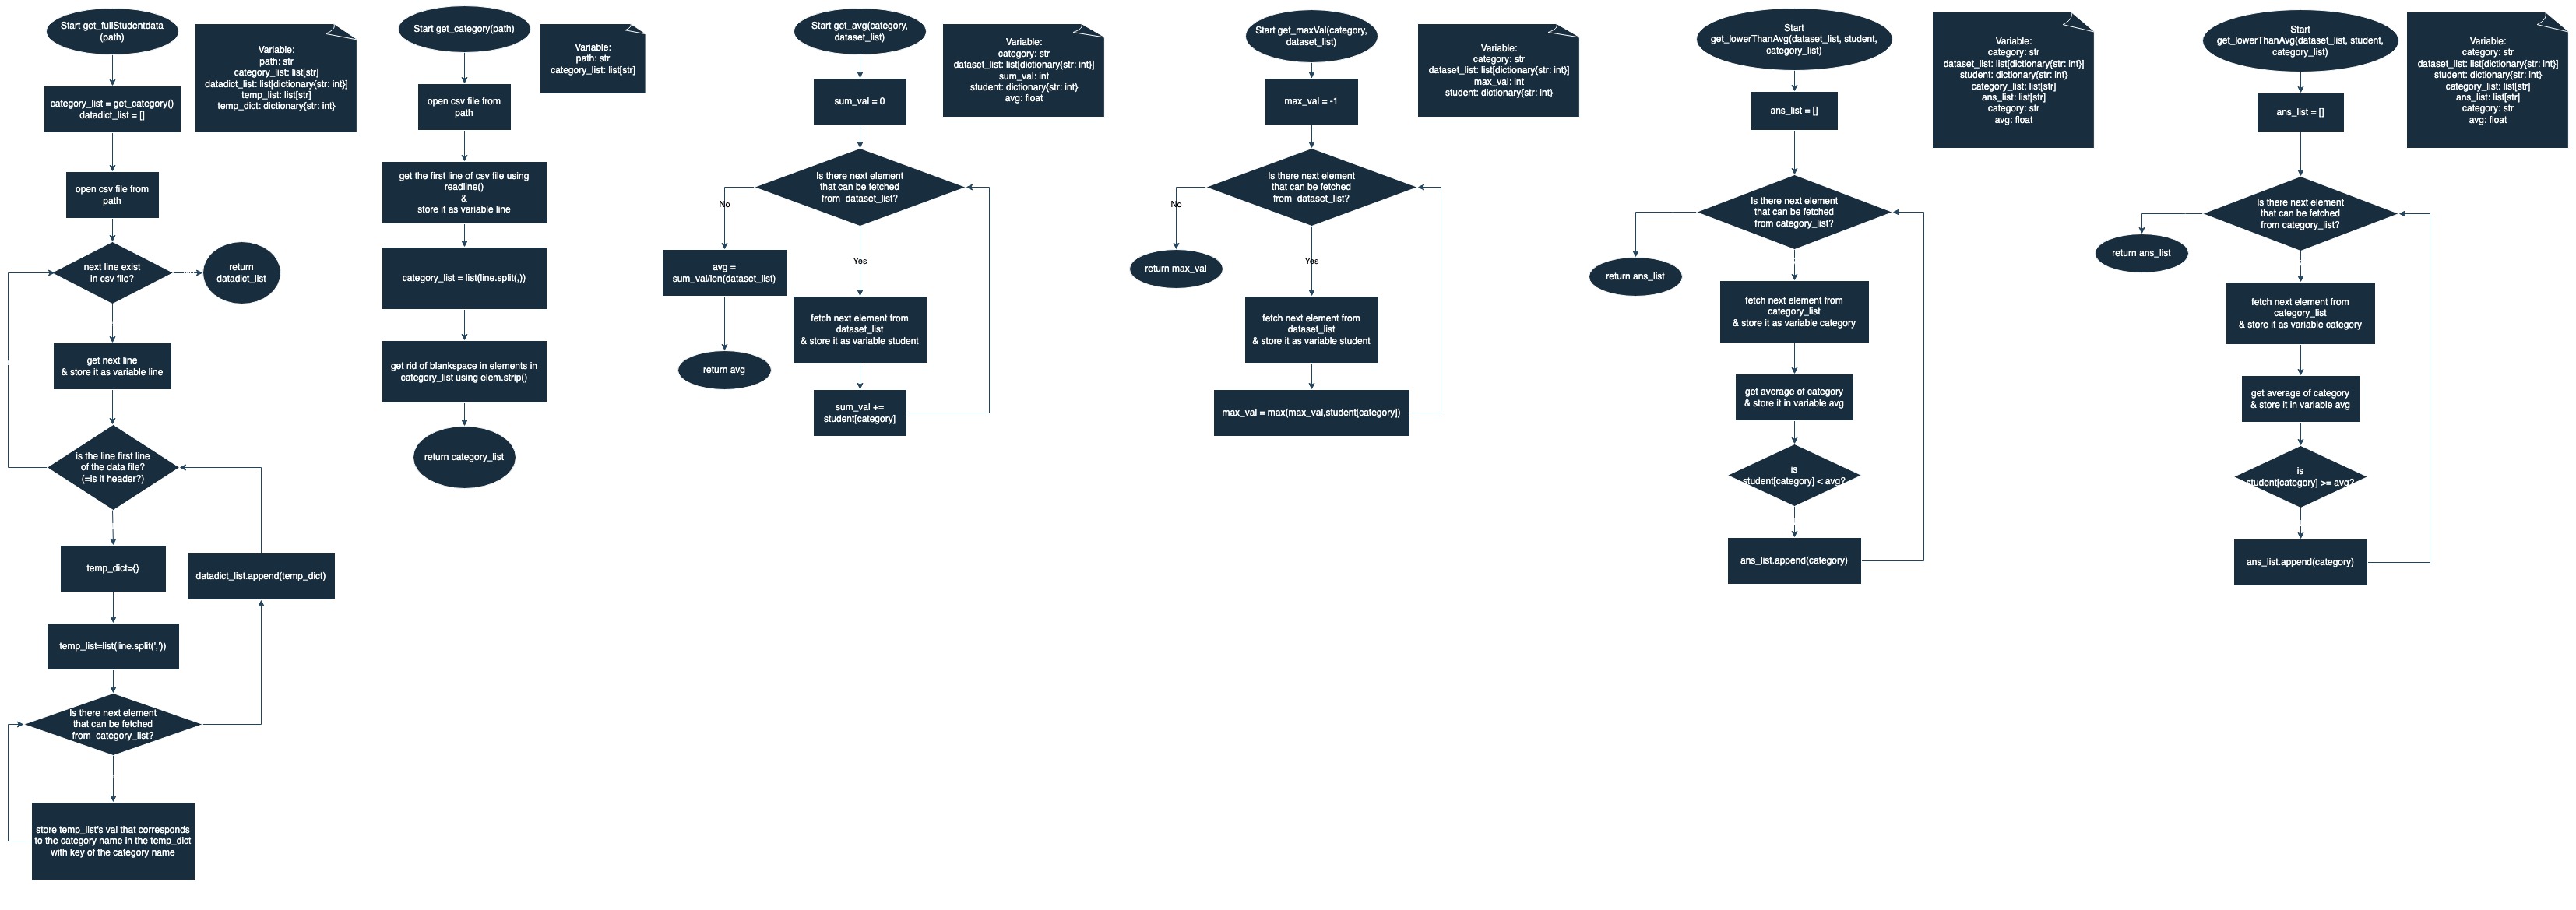 Start get_fullStudentdata
(path)
Variable:
path: str
category_list: list[str]
datadict_list: list[dictionary{str: int}]
temp_list: list[str]
temp_dict: dictionary{str: int}
category_list = get_category()
datadict_list = []
open csv file from
path
next line exist
in csv file?
return
datadict_list
get next line
& store it as variable line
is the line first line
of the data file?
(=is it header?)
temp_dict={}
datadict_list.append(temp_dict)
temp_list=list(line.split(','))
Is there next element
that can be fetched
from category_list?
store temp_list's val that corresponds
to the category name in the temp_dict
with key of the category name
Start get_category(path)
Variable:
path: str
category_list: list[str]
open csv file from
path
get the first line of csv file using
readline()
&
store it as variable line
category_list = list(line.split(,))
get rid of blankspace in elements in
category_list using elem.strip()
return category_list
Start get_avg(category,
dataset_list)
Variable:
category: str
dataset_list: list[dictionary{str: int}]
sum_val: int
student: dictionary{str: int}
avg: float
sum_val = 0
Is there next element
that can be fetched
from dataset_list?
No
Yes
avg =
sum_val/len(dataset_list)
return avg
fetch next element from
dataset_list
& store it as variable student
sum_val +=
student[category]
Start get_maxVal(category,
dataset_list)
Variable:
category: str
dataset_list: list[dictionary{str: int}]
max_val: int
student: dictionary{str: int}
max_val = -1
Is there next element
that can be fetched
from dataset_list?
No
Yes
return max_val
fetch next element from
dataset_list
& store it as variable student
max_val = max(max_val,student[category])
Start
get_lowerThanAvg(dataset_list, student,
category_list)
Variable:
category: str
dataset_list: list[dictionary{str: int}]
student: dictionary{str: int}
category_list: list[str]
ans_list: list[str]
category: str
avg: float
ans_list = []
Is there next element
that can be fetched
from category_list?
return ans_list
fetch next element from
category_list
& store it as variable category
get average of category
& store it in variable avg
is
student[category] < avg?
ans_list.append(category)
Start
get_lowerThanAvg(dataset_list, student,
category_list)
Variable:
category: str
dataset_list: list[dictionary{str: int}]
student: dictionary{str: int}
category_list: list[str]
ans_list: list[str]
category: str
avg: float
ans_list = []
Is there next element
that can be fetched
from category_list?
return ans_list
fetch next element from
category_list
& store it as variable category
get average of category
& store it in variable avg
is
student[category] >= avg?
ans_list.append(category)